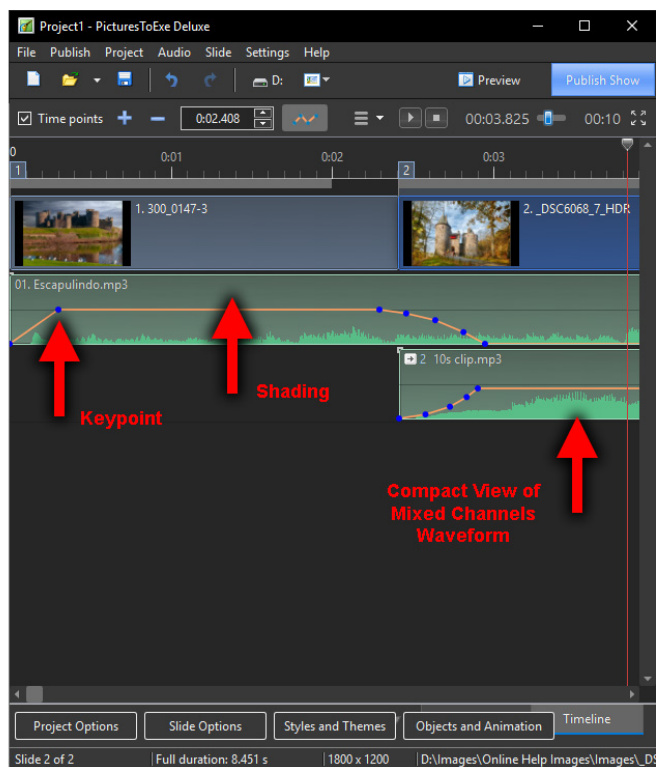 Project1 - PicturesToExe Deluxe
File Publish Project Audio Slide Settings Help
D: Preview Publish Show
Time points 0:02.408 00:03.825 00:10
0 0:01 0:02 0:03
1 2
1. 300_0147-3 2. _DSC6068_7_HDR
01. Escapulindo.mp3
2 10s clip.mp3
Shading
Keypoint
Compact View of
Mixed Channels
Waveform
Project Options Slide Options Styles and Themes Objects and Animation Timeline
Slide 2 of 2 Full duration: 8.451 s 1800 x 1200 D:\Images\Online Help Images\Images\_DS